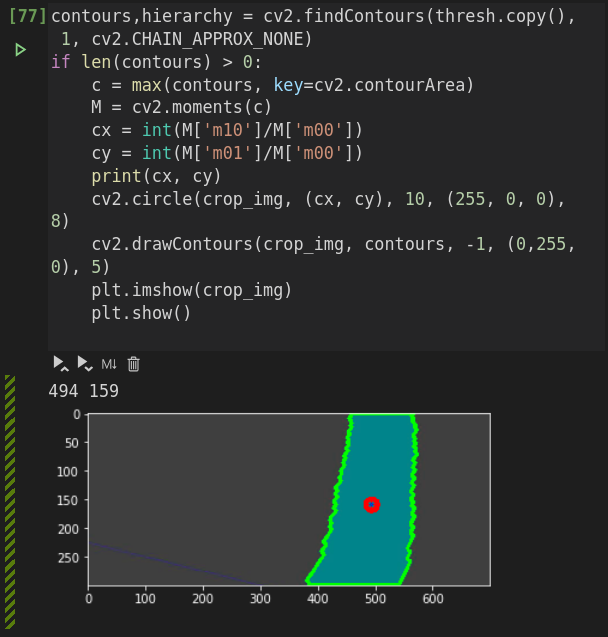 [77] contours,hierarchy = cv2.findContours(thresh.copy(),
1, cv2.CHAIN_APPROX_NONE)
if len(contours) > 0:
    c = max(contours, key=cv2.contourArea)
    M = cv2.moments(c)
    cx = int(M['m10']/M['m00'])
    cy = int(M['m01']/M['m00'])
    print(cx, cy)
    cv2.circle(crop_img, (cx, cy), 10, (255, 0, 0),
8)
    cv2.drawContours(crop_img, contours, -1, (0,255,
0), 5)
    plt.imshow(crop_img)
    plt.show()
M↓
494 159
0
50
100
150
200
250
0 100 200 300 400 500 600